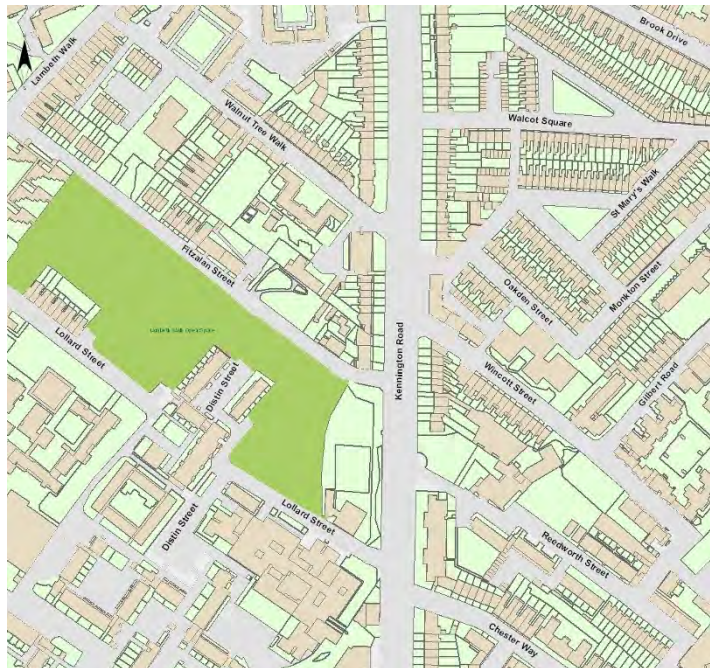 Brook Drive
Lambeth Walk
Walnut Tree Walk
Walcot Square
St Mary's Walk
Fitzalan Street
Oakden Street
Monkton Street
Lollard Street
Kennington Road
Distin Street
Wincott Street
Gilbert Road
Lollard Street
Distin Street
Reedworth Street
Chester Way